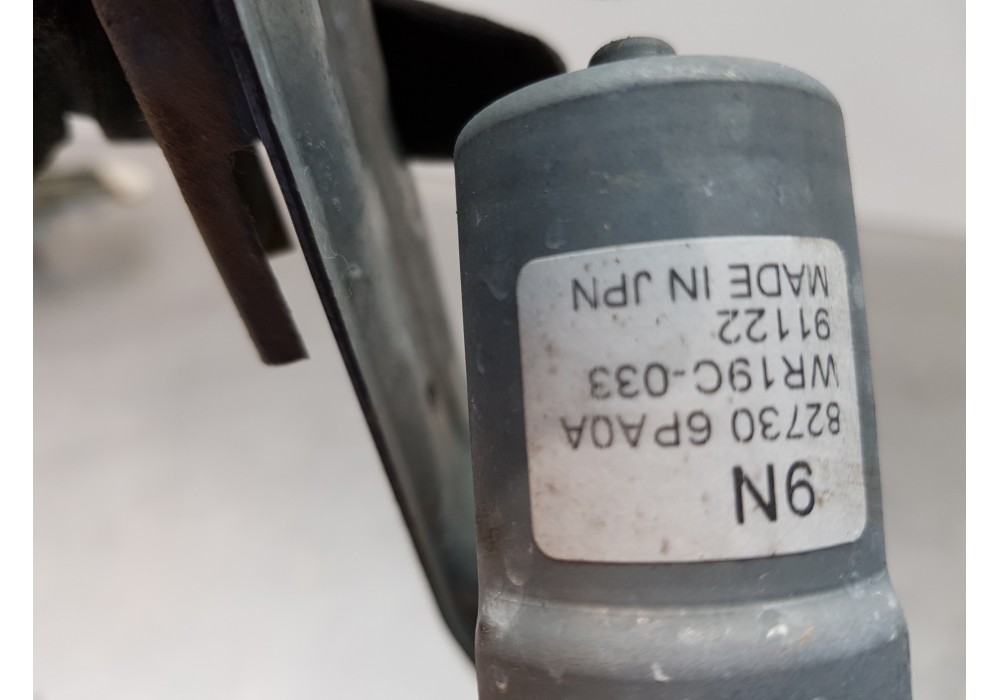 9N
82730 6PA0A
WR19C-033
91122
MADE IN JPN